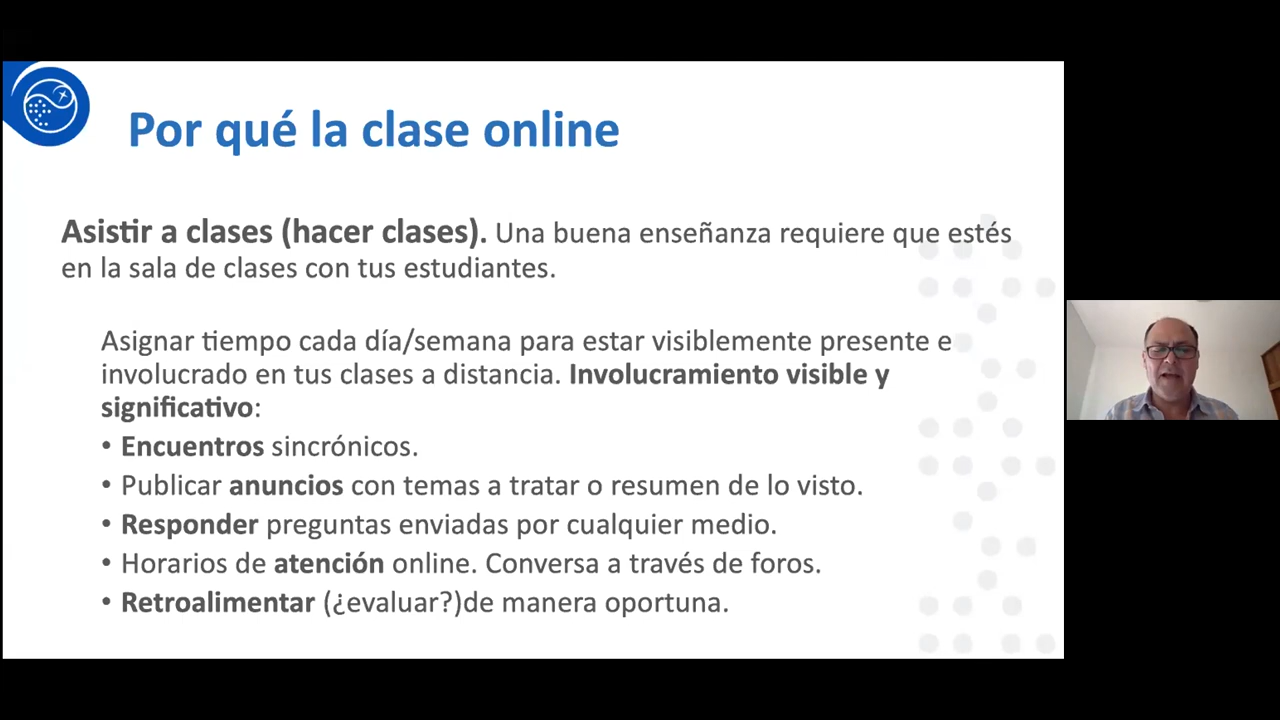 Por qué la clase online
Asistir a clases (hacer clases). Una buena enseñanza requiere que estés
en la sala de clases con tus estudiantes.
Asignar tiempo cada día/semana para estar visiblemente presente e
involucrado en tus clases a distancia. Involucramiento visible y
significativo:
• Encuentros sincrónicos.
• Publicar anuncios con temas a tratar o resumen de lo visto.
• Responder preguntas enviadas por cualquier medio.
• Horarios de atención online. Conversa a través de foros.
• Retroalimentar (¿evaluar?)de manera oportuna.